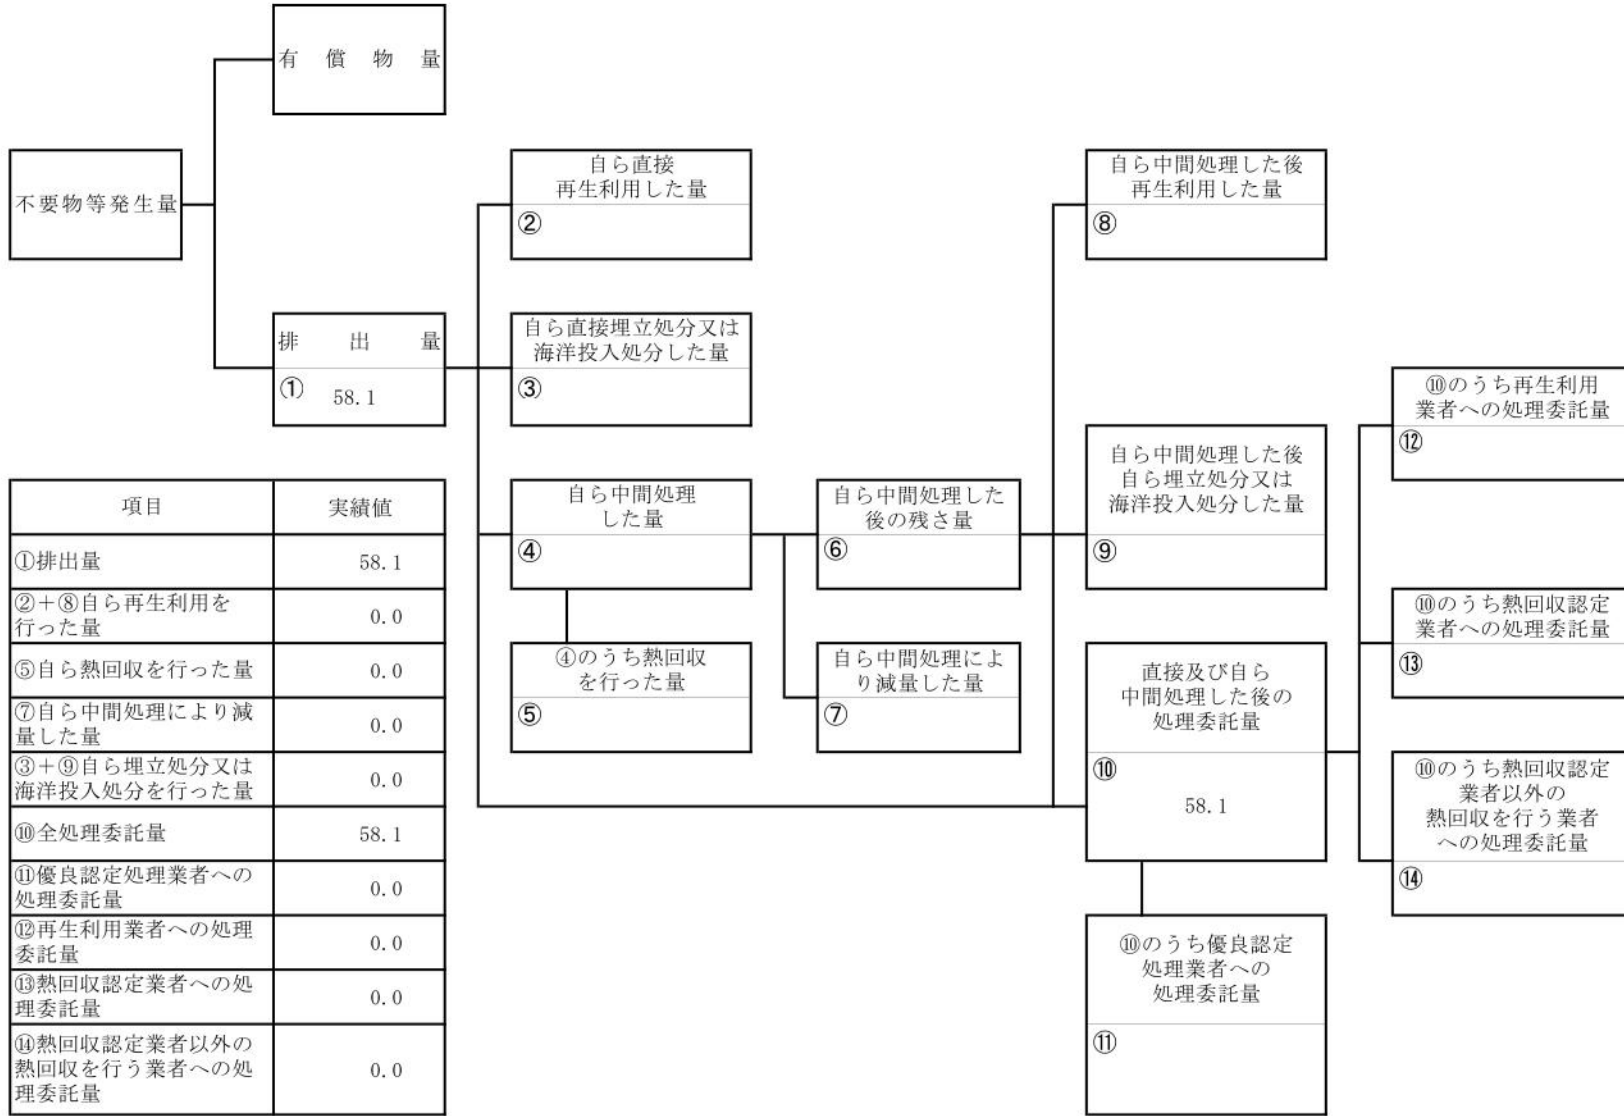 有償物量
不要物等発生量
排出量
① 58.1
自ら直接
再生利用した量
②
自ら直接埋立処分又は
海洋投入処分した量
③
自ら中間処理
した量
④
④のうち熱回収
を行った量
⑤
自ら中間処理した
後の残さ量
⑥
自ら中間処理によ
り減量した量
⑦
自ら中間処理した後
再生利用した量
⑧
自ら中間処理した後
自ら埋立処分又は
海洋投入処分した量
⑨
直接及び自ら
中間処理した後の
処理委託量
⑩
58.1
⑩のうち優良認定
処理業者への
処理委託量
⑪
⑩のうち再生利用
業者への処理委託量
⑫
⑩のうち熱回収認定
業者への処理委託量
⑬
⑩のうち熱回収認定
業者以外の
熱回収を行う業者
への処理委託量
⑭
項目 実績値
①排出量 58.1
②+⑧自ら再生利用を
行った量 0.0
⑤自ら熱回収を行った量 0.0
⑦自ら中間処理により減
量した量 0.0
③+⑨自ら埋立処分又は
海洋投入処分を行った量 0.0
⑩全処理委託量 58.1
⑪優良認定処理業者への
処理委託量 0.0
⑫再生利用業者への処理
委託量 0.0
⑬熱回収認定業者への処
理委託量 0.0
⑭熱回収認定業者以外の
熱回収を行う業者への処
理委託量 0.0